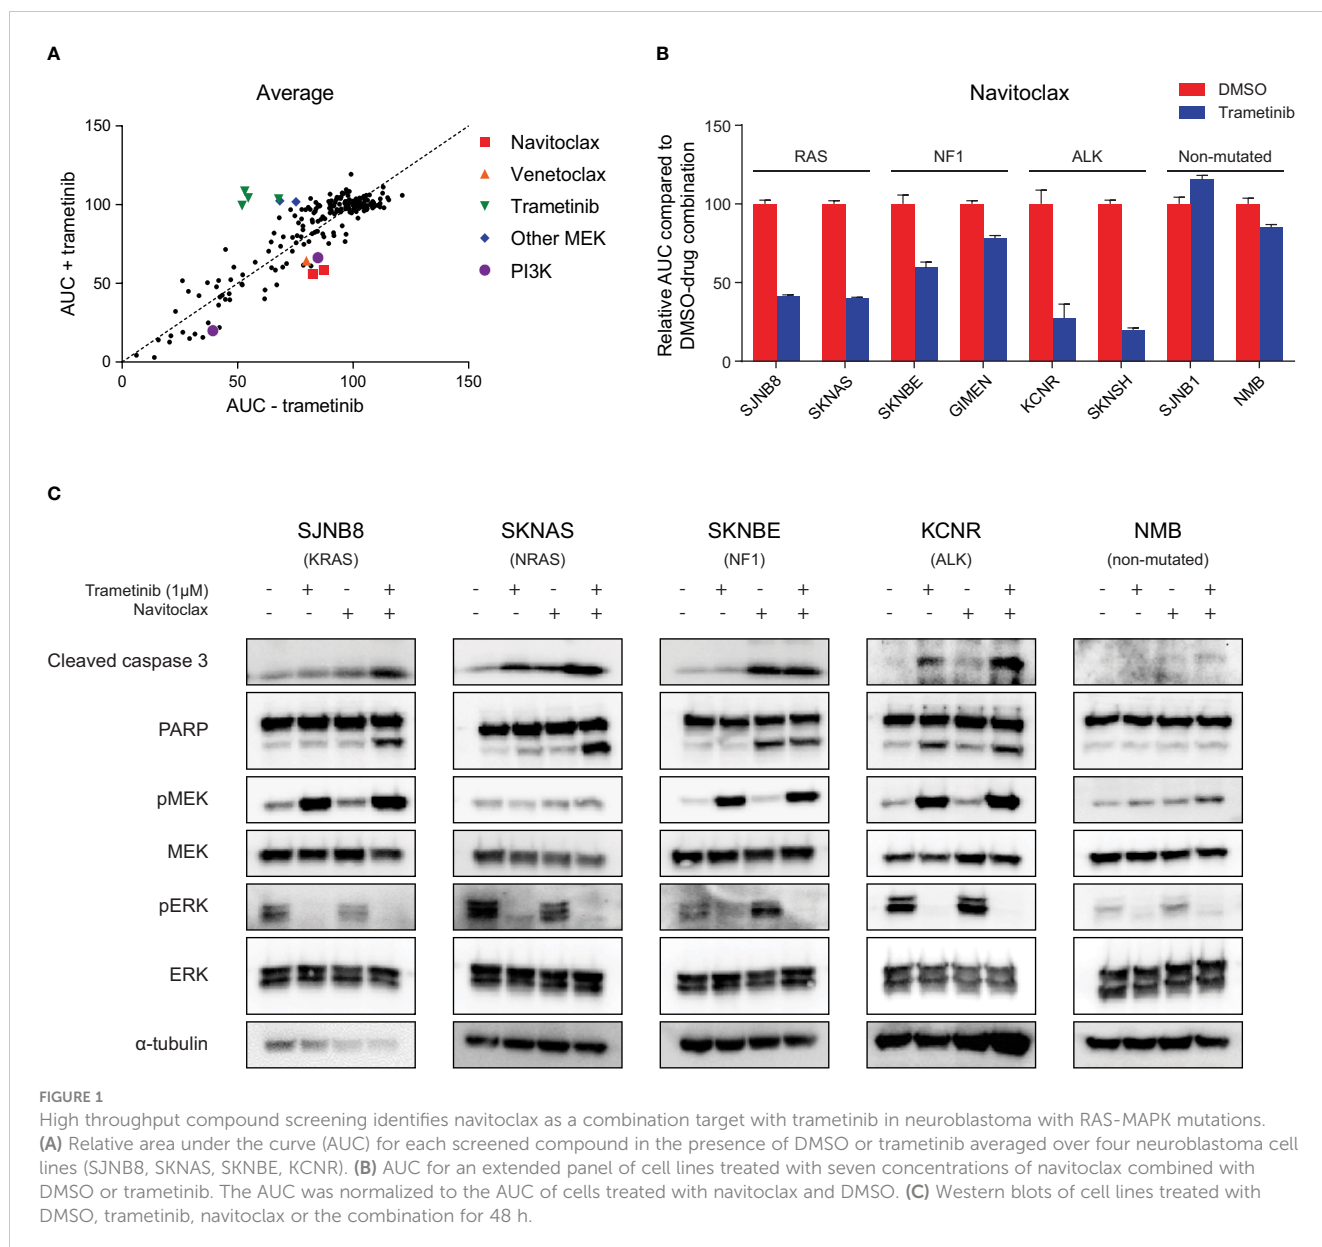 A
Average
150
100
50
0
0
50
100
150
AUC + trametinib
AUC - trametinib
Navitoclax
Venetoclax
Trametinib
Other MEK
PI3K
B
Navitoclax
DMSO
Trametinib
150
100
50
0
Relative AUC compared to
DMSO-drug combination
RAS
NF1
ALK
Non-mutated
SJNB8
SKNAS
SKNBE
GIMEN
KCNR
SKNSH
SJNB1
NMB
C
SJNB8
SKNAS
SKNBE
KCNR
NMB
(KRAS)
(NRAS)
(NF1)
(ALK)
(non-mutated)
Trametinib (1µM) - + - + - + - + - + - + - + - + - + - +
Navitoclax - - + + - - + + - - + + - - + + - - + +
Cleaved caspase 3
PARP
pMEK
MEK
pERK
ERK
α-tubulin
FIGURE 1
High throughput compound screening identifies navitoclax as a combination target with trametinib in neuroblastoma with RAS-MAPK mutations.
(A) Relative area under the curve (AUC) for each screened compound in the presence of DMSO or trametinib averaged over four neuroblastoma cell
lines (SJNB8, SKNAS, SKNBE, KCNR). (B) AUC for an extended panel of cell lines treated with seven concentrations of navitoclax combined with
DMSO or trametinib. The AUC was normalized to the AUC of cells treated with navitoclax and DMSO. (C) Western blots of cell lines treated with
DMSO, trametinib, navitoclax or the combination for 48 h.